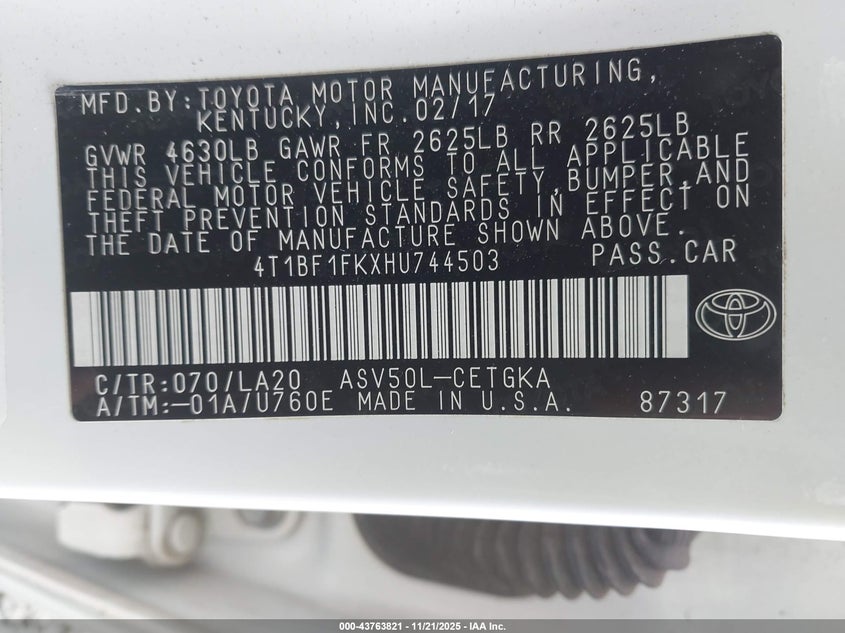 MFD.BY:TOYOTA MOTOR MANUFACTURING,
KENTUCKY,INC.02/17
GVWR 4630LB GAWR FR 2625LB RR 2625LB
THIS VEHICLE CONFORMS TO ALL APPLICABLE
FEDERAL MOTOR VEHICLE SAFETY,BUMPER,AND
THEFT PREVENTION STANDARDS IN EFFECT ON
THE DATE OF MANUFACTURE SHOWN ABOVE.
4T1BF1FKXHU744503 PASS.CAR
C/TR:070/LA20 ASV50L-CETGKA
A/TM:-01A/U760E MADE IN U.S.A. 87317
000-43763821 - 11/21/2025 - IAA Inc.